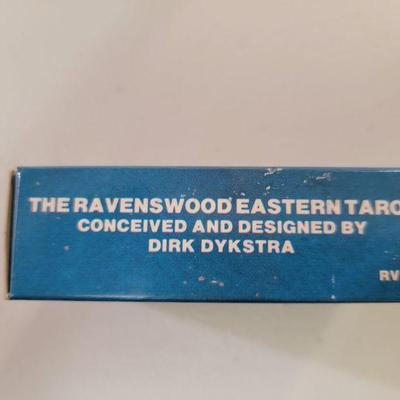 THE RAVENSWOOD EASTERN TARO
CONCEIVED AND DESIGNED BY
DIRK DYKSTRA
RV